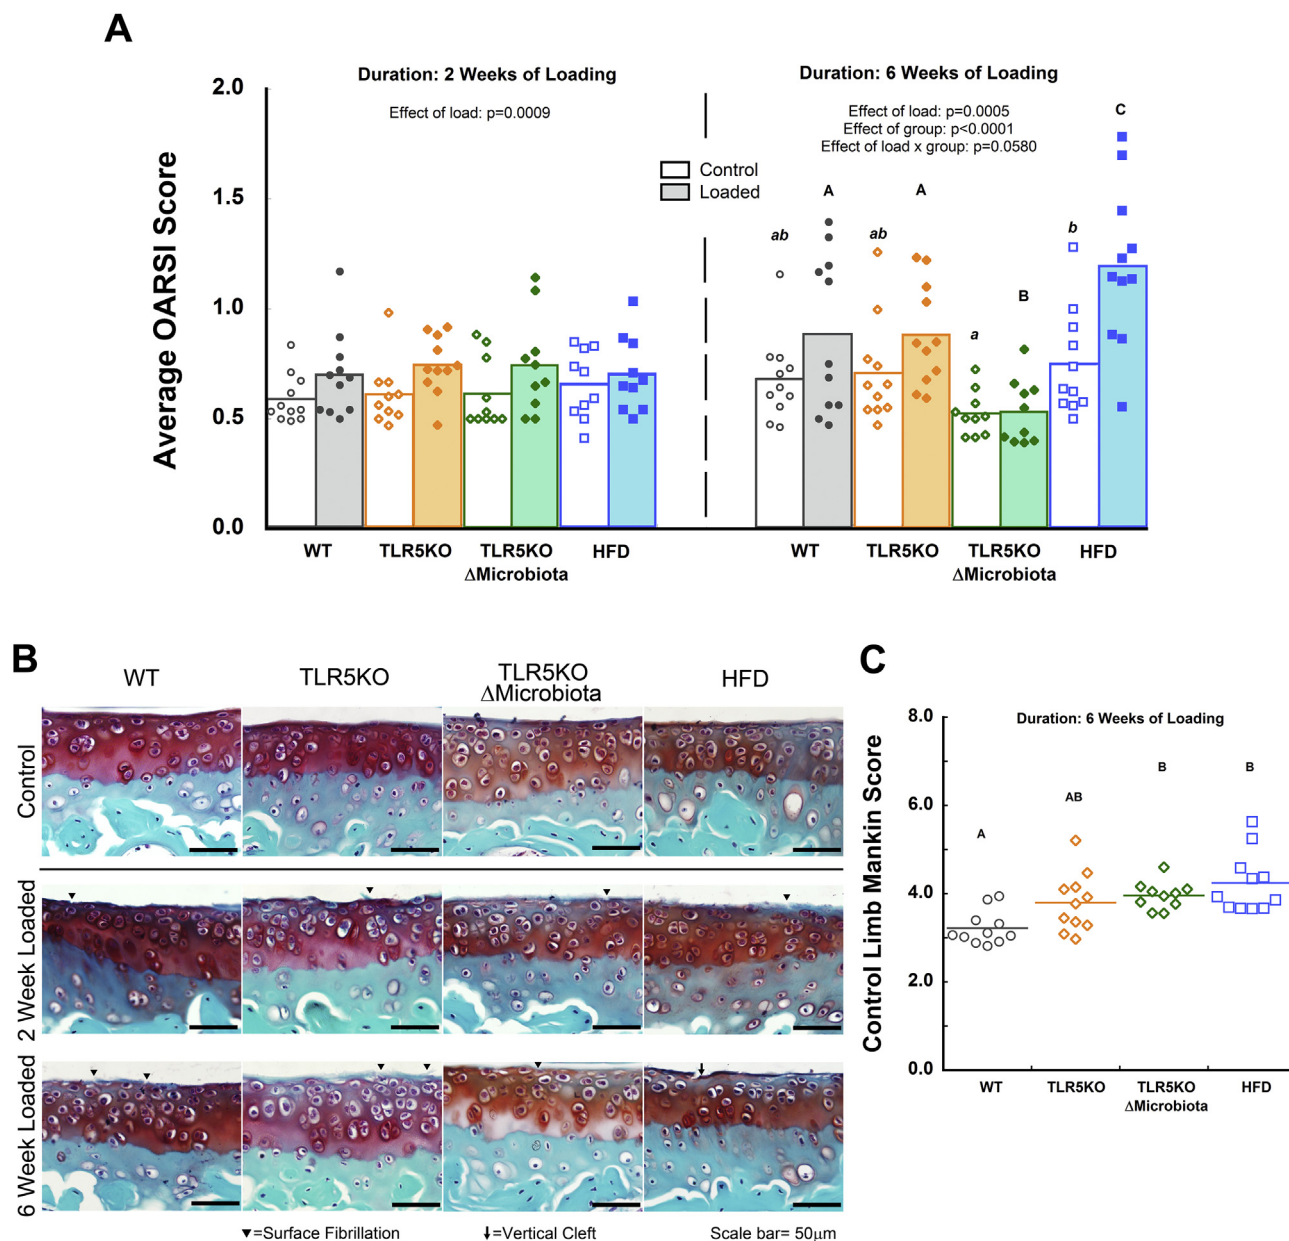 A
Duration: 2 Weeks of Loading
Duration: 6 Weeks of Loading
Effect of load: p=0.0009
Effect of load: p=0.0005
Effect of group: p<0.0001
Effect of load x group: p=0.0580
Control
Loaded
Average OARSI Score
2.0
1.5
1.0
0.5
0.0
ab
A
ab
A
a
B
b
C
WT
TLR5KO
TLR5KO
ΔMicrobiota
HFD
WT
TLR5KO
TLR5KO
ΔMicrobiota
HFD
B
WT
TLR5KO
TLR5KO
ΔMicrobiota
HFD
Control
2 Week Loaded
6 Week Loaded
▼=Surface Fibrillation
↓=Vertical Cleft
Scale bar= 50μm
C
Duration: 6 Weeks of Loading
Control Limb Mankin Score
8.0
6.0
4.0
2.0
0.0
A
AB
B
B
WT
TLR5KO
TLR5KO
ΔMicrobiota
HFD